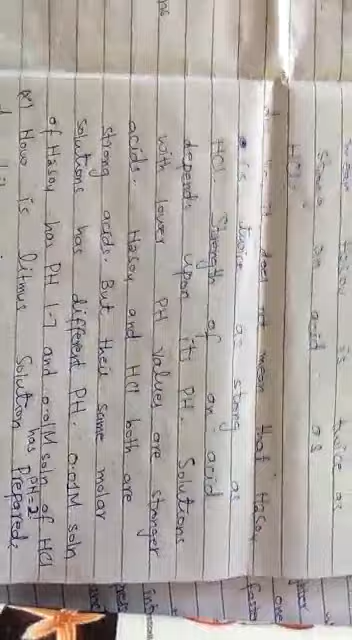 is twice as
Strong an acid as
HCl.
does not mean that H2SO4
is twice as strong as
HCl. Strength of an acid
depends upon its PH. Solutions
with lower PH values are stronger
acids. H2SO4 and HCl both are
strong acids. But their same molar
solutions has different PH. 0.01M soln
of H2SO4 has PH 1.7 and 0.01M soln of HCl
has PH=2
Q) How is litmus Solution prepared.